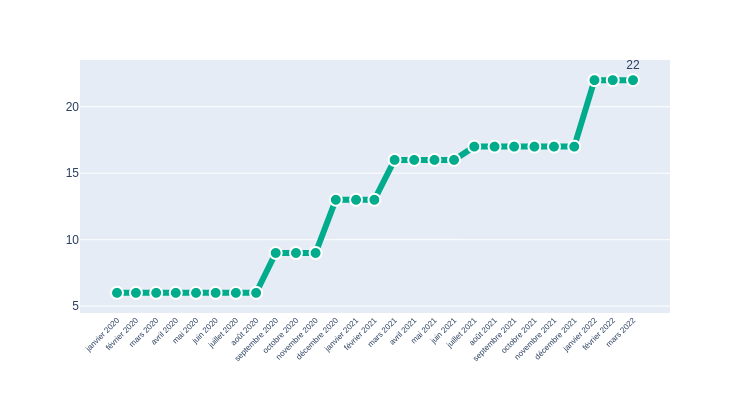 22
20
15
10
5
janvier 2020
février 2020
mars 2020
avril 2020
mai 2020
juin 2020
juillet 2020
août 2020
septembre 2020
octobre 2020
novembre 2020
décembre 2020
janvier 2021
février 2021
mars 2021
avril 2021
mai 2021
juin 2021
juillet 2021
août 2021
septembre 2021
octobre 2021
novembre 2021
décembre 2021
janvier 2022
février 2022
mars 2022